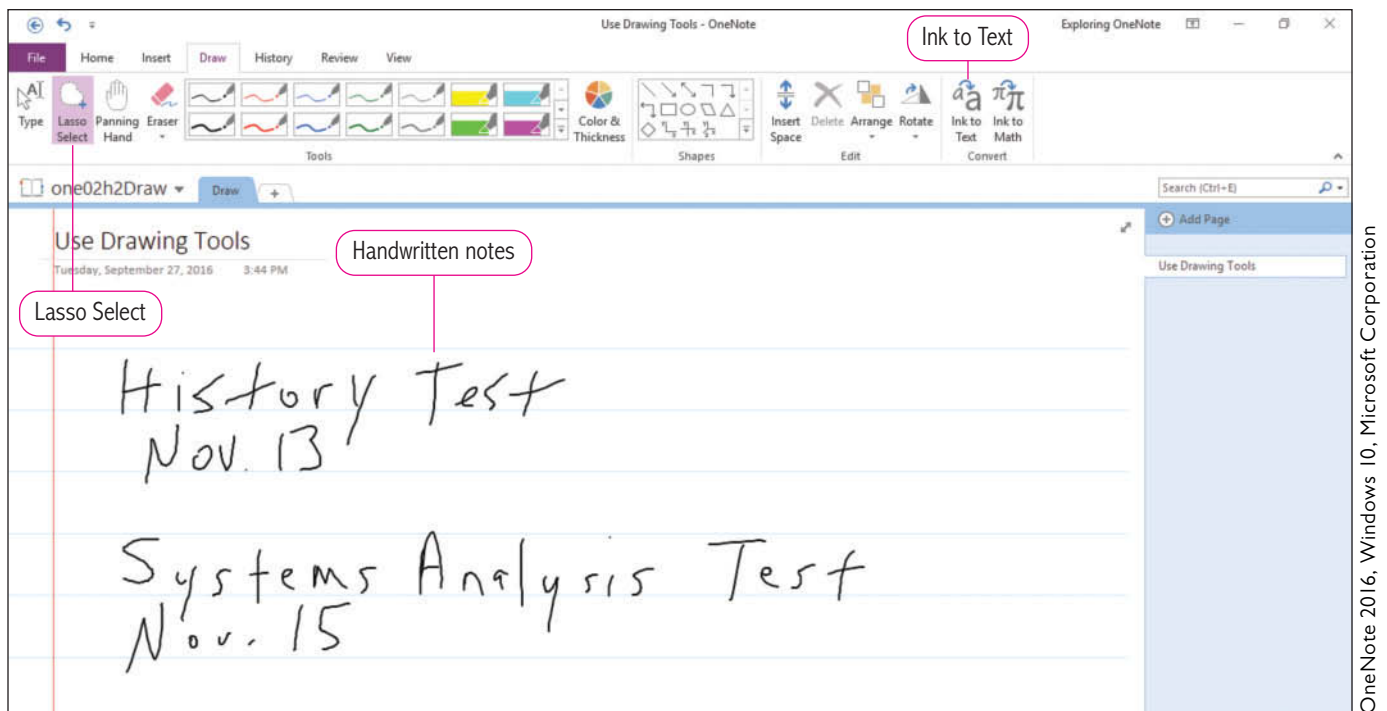 Use Drawing Tools - OneNote
Exploring OneNote
Ink to Text
File Home Insert Draw History Review View
Type
Lasso Select
Panning Hand
Eraser
Color & Thickness
Insert Space
Delete
Arrange
Rotate
Ink to Text
Ink to Math
Tools
Shapes
Edit
Convert
one02h2Draw
Draw
Search (Ctrl+E)
Add Page
Use Drawing Tools
Use Drawing Tools
Tuesday, September 27, 2016 3:44 PM
Handwritten notes
Lasso Select
History Test
Nov. 13
Systems Analysis Test
Nov. 15
OneNote 2016, Windows 10, Microsoft Corporation